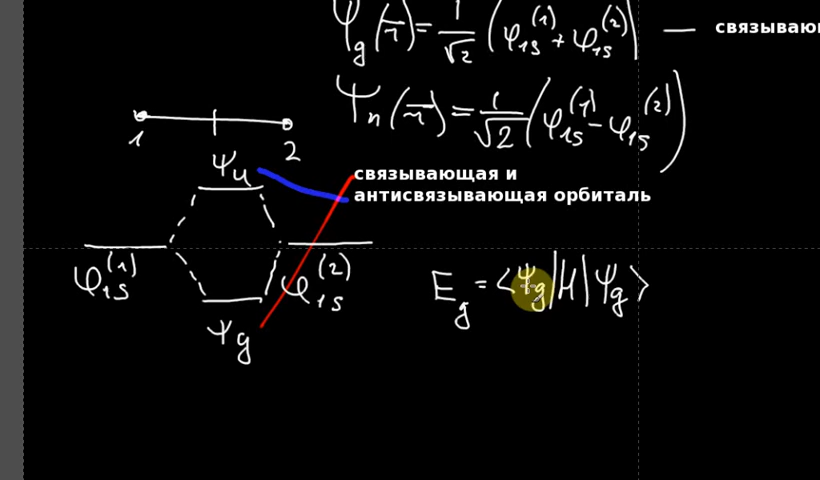 ψg(r̄) = 1/√2 (φ1s⁽¹⁾ + φ1s⁽²⁾) — связываю
ψn(r̄) = 1/√2 (φ1s⁽¹⁾ − φ1s⁽²⁾)
1 2
ψu
связывающая и
антисвязывающая орбиталь
φ1s⁽¹⁾ φ1s⁽²⁾
Eg = <ψg|H|ψg>
ψg